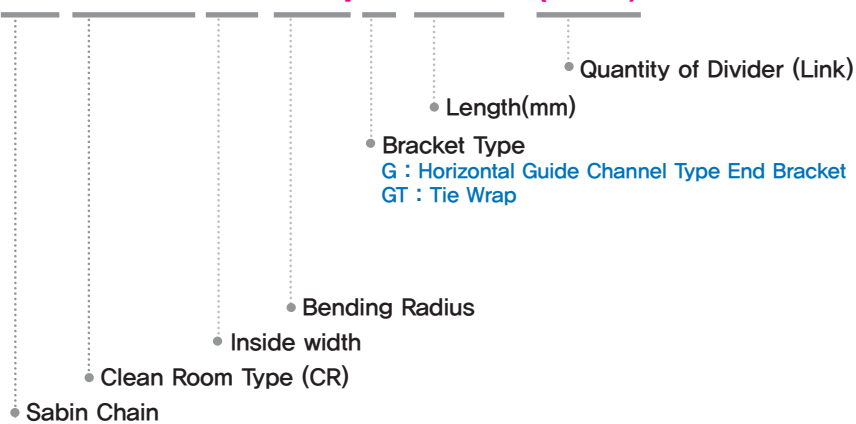 Quantity of Divider (Link)
Length(mm)
Bracket Type
G : Horizontal Guide Channel Type End Bracket
GT : Tie Wrap
Bending Radius
Inside width
Clean Room Type (CR)
Sabin Chain